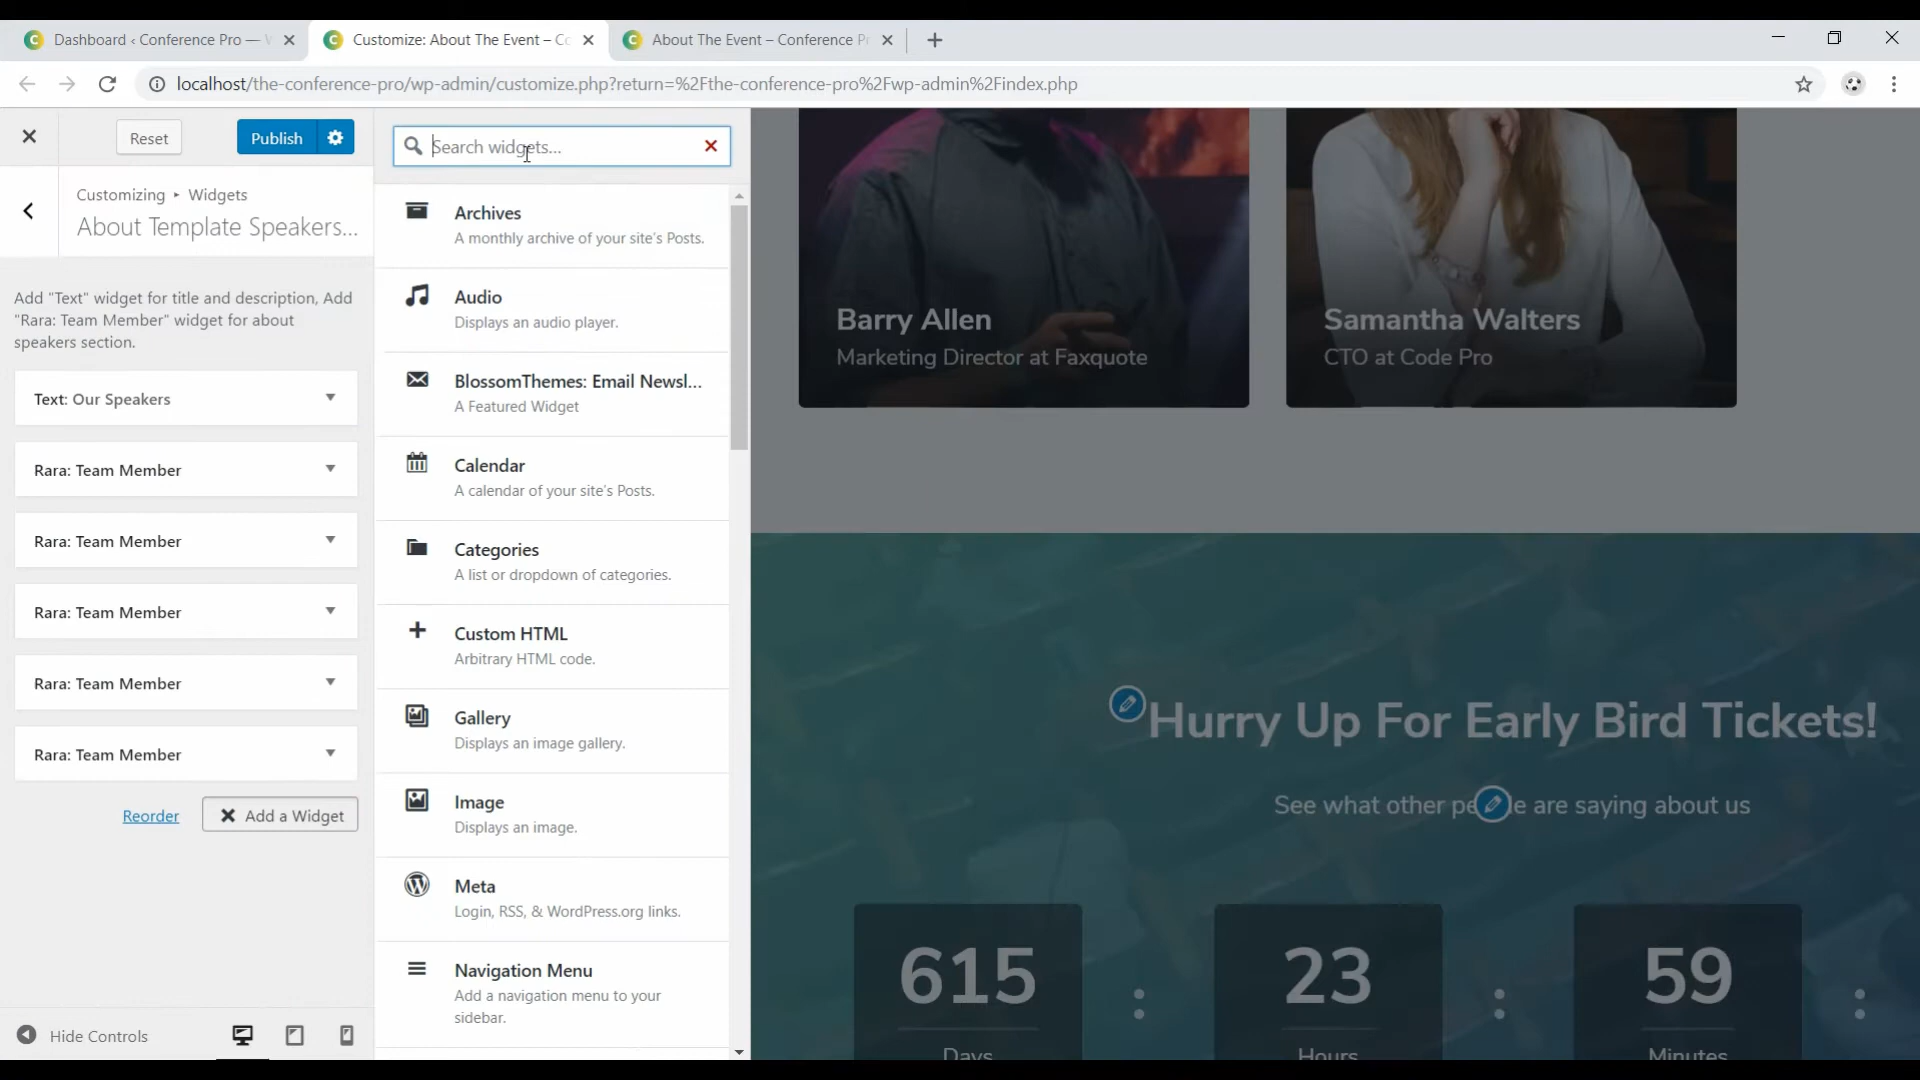 Dashboard ‹ Conference Pro —
Customize: About The Event – Co
About The Event – Conference Pr
localhost/the-conference-pro/wp-admin/customize.php?return=%2Fthe-conference-pro%2Fwp-admin%2Findex.php
Reset
Publish
Customizing ▸ Widgets
About Template Speakers...
Add "Text" widget for title and description, Add
"Rara: Team Member" widget for about
speakers section.
Text: Our Speakers
Rara: Team Member
Rara: Team Member
Rara: Team Member
Rara: Team Member
Rara: Team Member
Reorder
Add a Widget
Hide Controls
Search widgets...
Archives
A monthly archive of your site's Posts.
Audio
Displays an audio player.
BlossomThemes: Email Newsl...
A Featured Widget
Calendar
A calendar of your site's Posts.
Categories
A list or dropdown of categories.
Custom HTML
Arbitrary HTML code.
Gallery
Displays an image gallery.
Image
Displays an image.
Meta
Login, RSS, & WordPress.org links.
Navigation Menu
Add a navigation menu to your
sidebar.
Barry Allen
Marketing Director at Faxquote
Samantha Walters
CTO at Code Pro
Hurry Up For Early Bird Tickets!
See what other people are saying about us
615 : 23 : 59 :
Days Hours Minutes